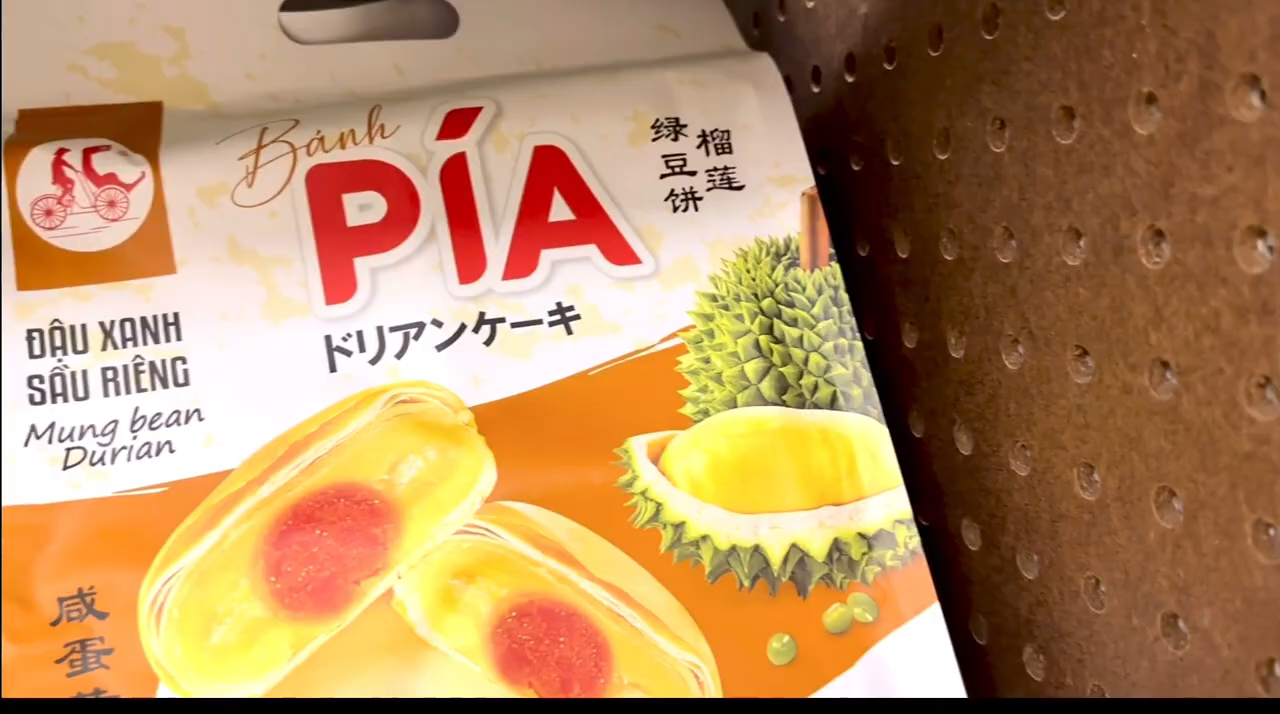 Bánh
PÍA
榴莲
绿豆饼
ドリアンケーキ
ĐẬU XANH
SẦU RIÊNG
Mung bean
Durian
咸蛋